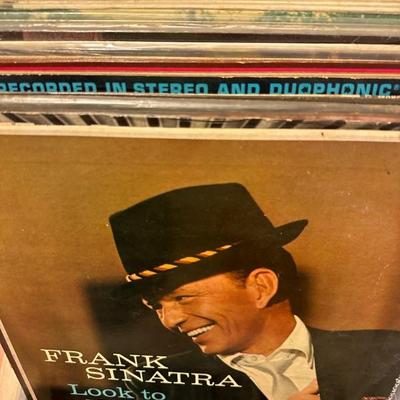 RECORDED IN STEREO AND DUOPHONIC
FRANK
SINATRA
Look to